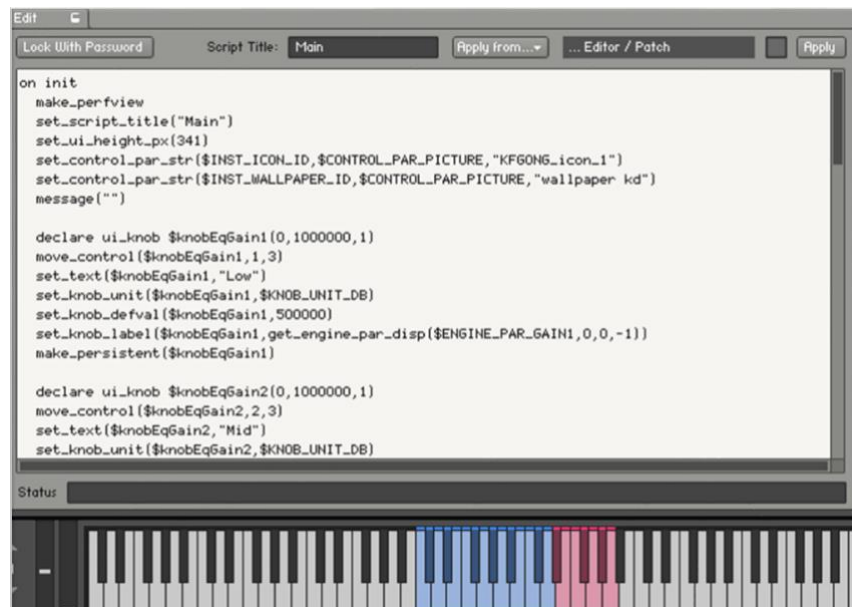 Edit
Lock With Password Script Title: Main Apply from... ... Editor / Patch Apply
on init
make_perfview
set_script_title("Main")
set_ui_height_px(341)
set_control_par_str($INST_ICON_ID,$CONTROL_PAR_PICTURE,"KFGONG_icon_1")
set_control_par_str($INST_WALLPAPER_ID,$CONTROL_PAR_PICTURE,"wallpaper kd")
message("")
declare ui_knob $knobEqGain1(0,1000000,1)
move_control($knobEqGain1,1,3)
set_text($knobEqGain1,"Low")
set_knob_unit($knobEqGain1,$KNOB_UNIT_DB)
set_knob_defval($knobEqGain1,500000)
set_knob_label($knobEqGain1,get_engine_par_disp($ENGINE_PAR_GAIN1,0,0,-1))
make_persistent($knobEqGain1)
declare ui_knob $knobEqGain2(0,1000000,1)
move_control($knobEqGain2,2,3)
set_text($knobEqGain2,"Mid")
set_knob_unit($knobEqGain2,$KNOB_UNIT_DB)
Status